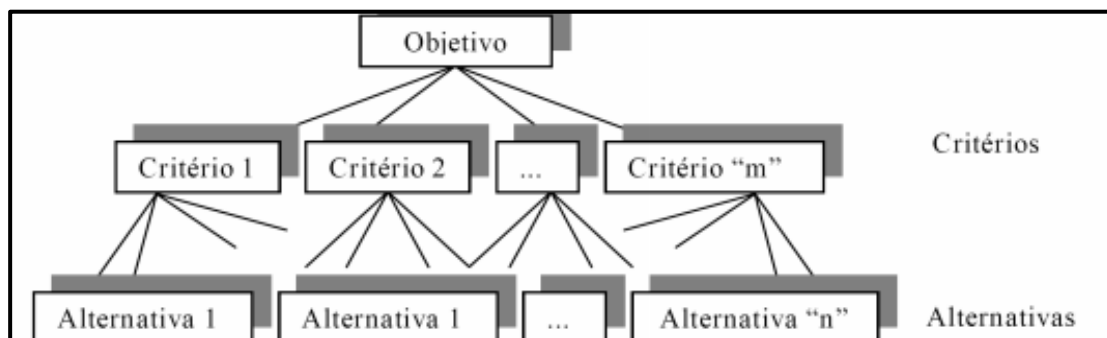 Objetivo
Critério 1 Critério 2 ... Critério “m” Critérios
Alternativa 1 Alternativa 1 ... Alternativa “n” Alternativas